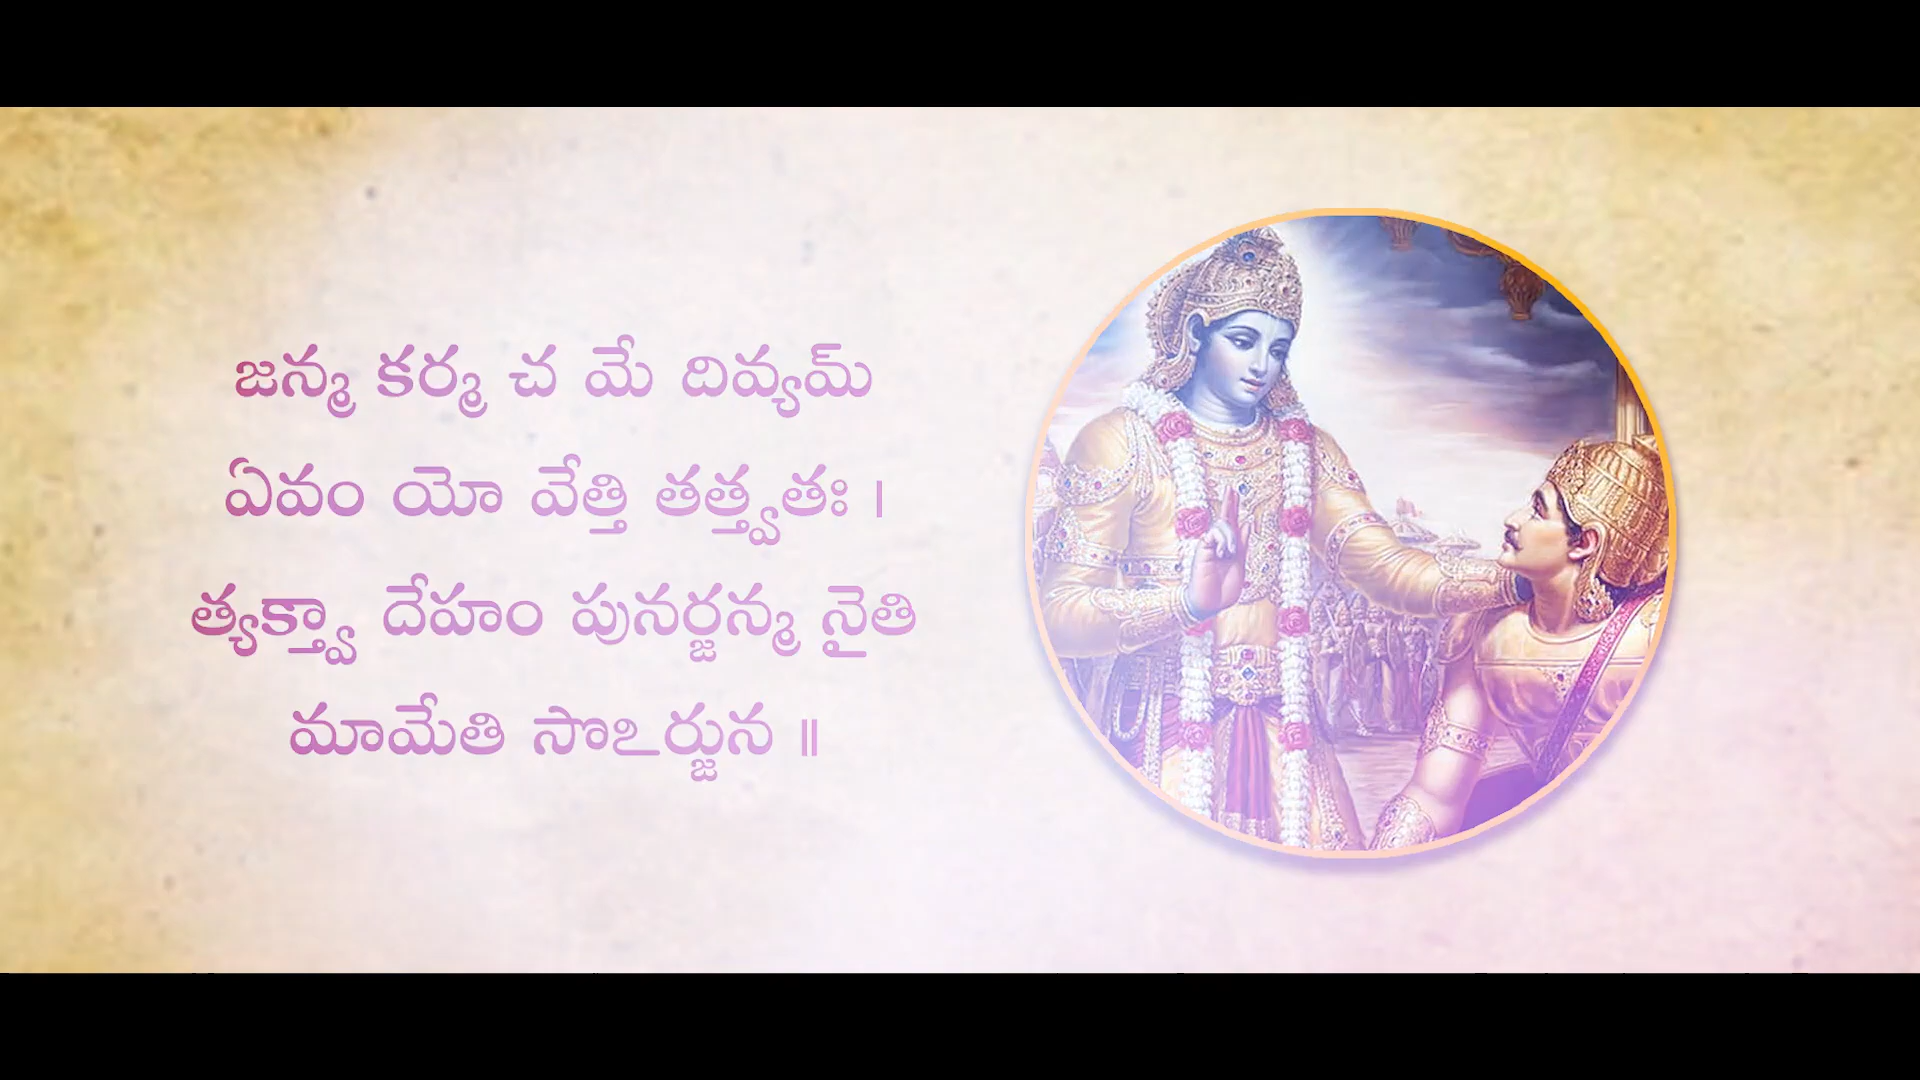 జన్మ కర్మ చ మే దివ్యమ్
ఏవం యో వేత్తి తత్త్వతః ।
త్యక్త్వా దేహం పునర్జన్మ నైతి
మామేతి సొఽర్జున ॥